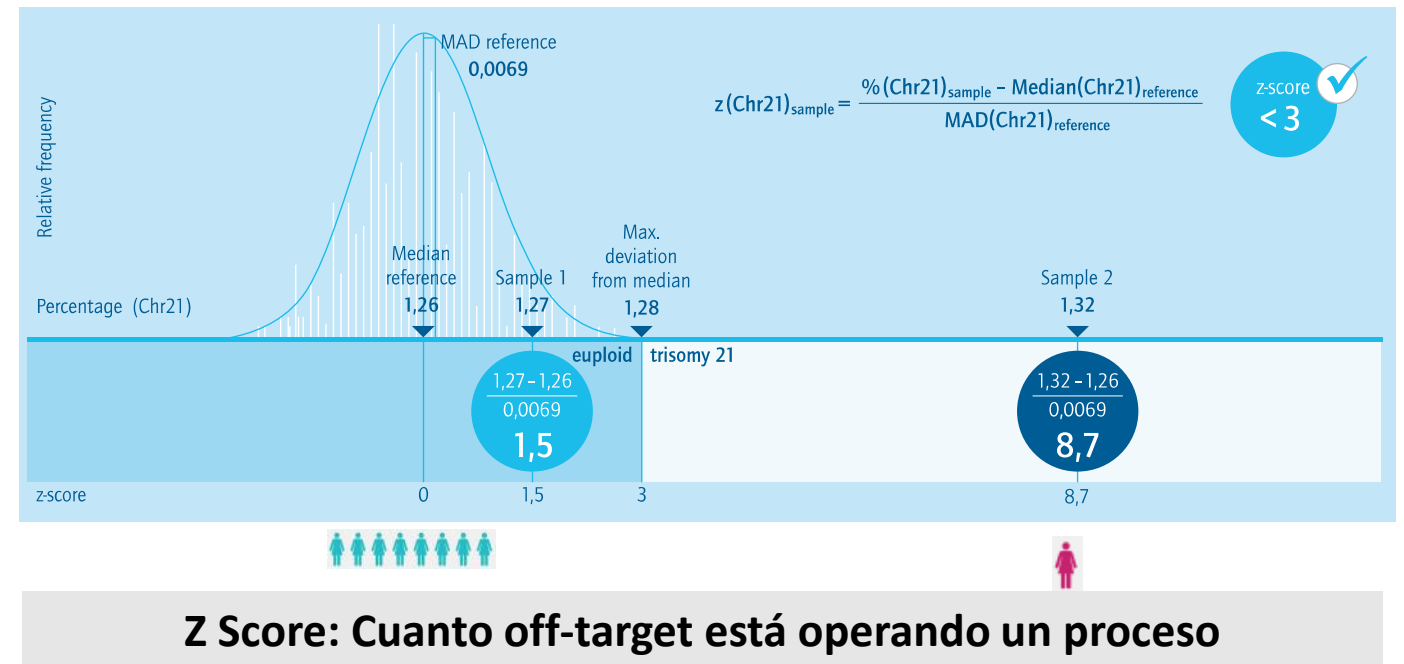 MAD reference
0,0069
Relative frequency
z(Chr21)sample = %(Chr21)sample – Median(Chr21)reference
MAD(Chr21)reference
z-score
< 3
Median
reference
1,26
Sample 1
1,27
Max.
deviation
from median
1,28
Sample 2
1,32
Percentage (Chr21)
euploid
trisomy 21
1,27–1,26
0,0069
1,5
1,32–1,26
0,0069
8,7
z-score
0
1,5
3
8,7
Z Score: Cuanto off-target está operando un proceso